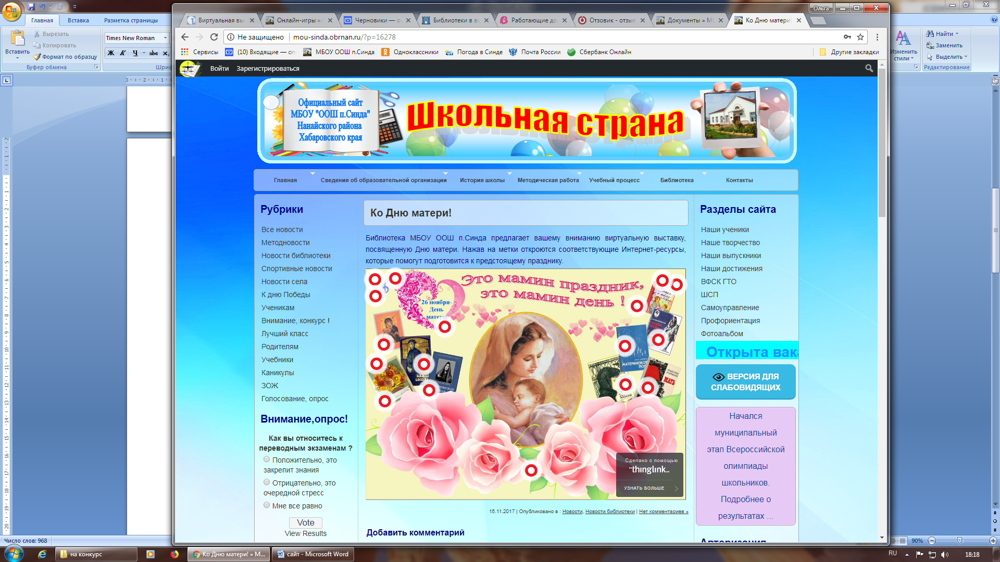 Главная
Вставка
Разметка страницы
Вставить
Вырезать
Копировать
Формат по образцу
Буфер обмена
Times New Roman
Ж К Ч abc x₂
Ольга
Онлайн-игры »
Черновики —
Библиотеки в
Работающие до
Отзовик - отзыв
Документы »
Ко Дню матери!
Не защищено
mou-sinda.obrnan.ru/?p=16278
Сервисы
(10) Входящие —
МБОУ ООШ п.Синда
Одноклассники
Погода в Синде
Почта России
Сбербанк Онлайн
Другие закладки
Изменить стили
Найти
Заменить
Выделить
Редактирование
Войти
Зарегистрироваться
Официальный сайт
МБОУ "ООШ п.Синда"
Нанайского района
Хабаровского края
Школьная страна
Главная
Сведения об образовательной организации
История школы
Методическая работа
Учебный процесс
Библиотека
Контакты
Рубрики
Все новости
Методновости
Новости библиотеки
Спортивные новости
Новости села
К дню Победы
Ученикам
Внимание, конкурс !
Лучший класс
Родителям
Учебники
Каникулы
ЗОЖ
Голосование, опрос
Внимание,опрос!
Как вы относитесь к
переводным экзаменам ?
Положительно, это
закрепит знания
Отрицательно, это
очередной стресс
Мне все равно
Vote
View Results
Ко Дню матери!
Библиотека МБОУ ООШ п.Синда предлагает вашему вниманию виртуальную выставку,
посвященную Дню матери. Нажав на метки откроются соответствующие Интернет-ресурсы,
которые помогут подготовится к предстоящему празднику.
Это мамин праздник,
это мамин день !
26 ноября-
День
матери
МАТЕРИНСКОЕ
МАТЬ
Сделано с помощью
thinglink..
УЗНАТЬ БОЛЬШЕ
15.11.2017 | Опубликовано в : Новости, Новости библиотеки | Нет комментариев »
Добавить комментарий
Разделы сайта
Наши ученики
Наше творчество
Наши выпускники
Наши достижения
ВФСК ГТО
ШСП
Самоуправление
Профориентация
Фотоальбом
Открыта вака
ВЕРСИЯ ДЛЯ
СЛАБОВИДЯЩИХ
Начался
муниципальный
этап Всероссийской
олимпиады
школьников.
Подробнее о
результатах ...
Авторизация
Число слов: 968
90%
на конкурс
Ко Дню матери! » М...
сайт - Microsoft Word
RU
18:18